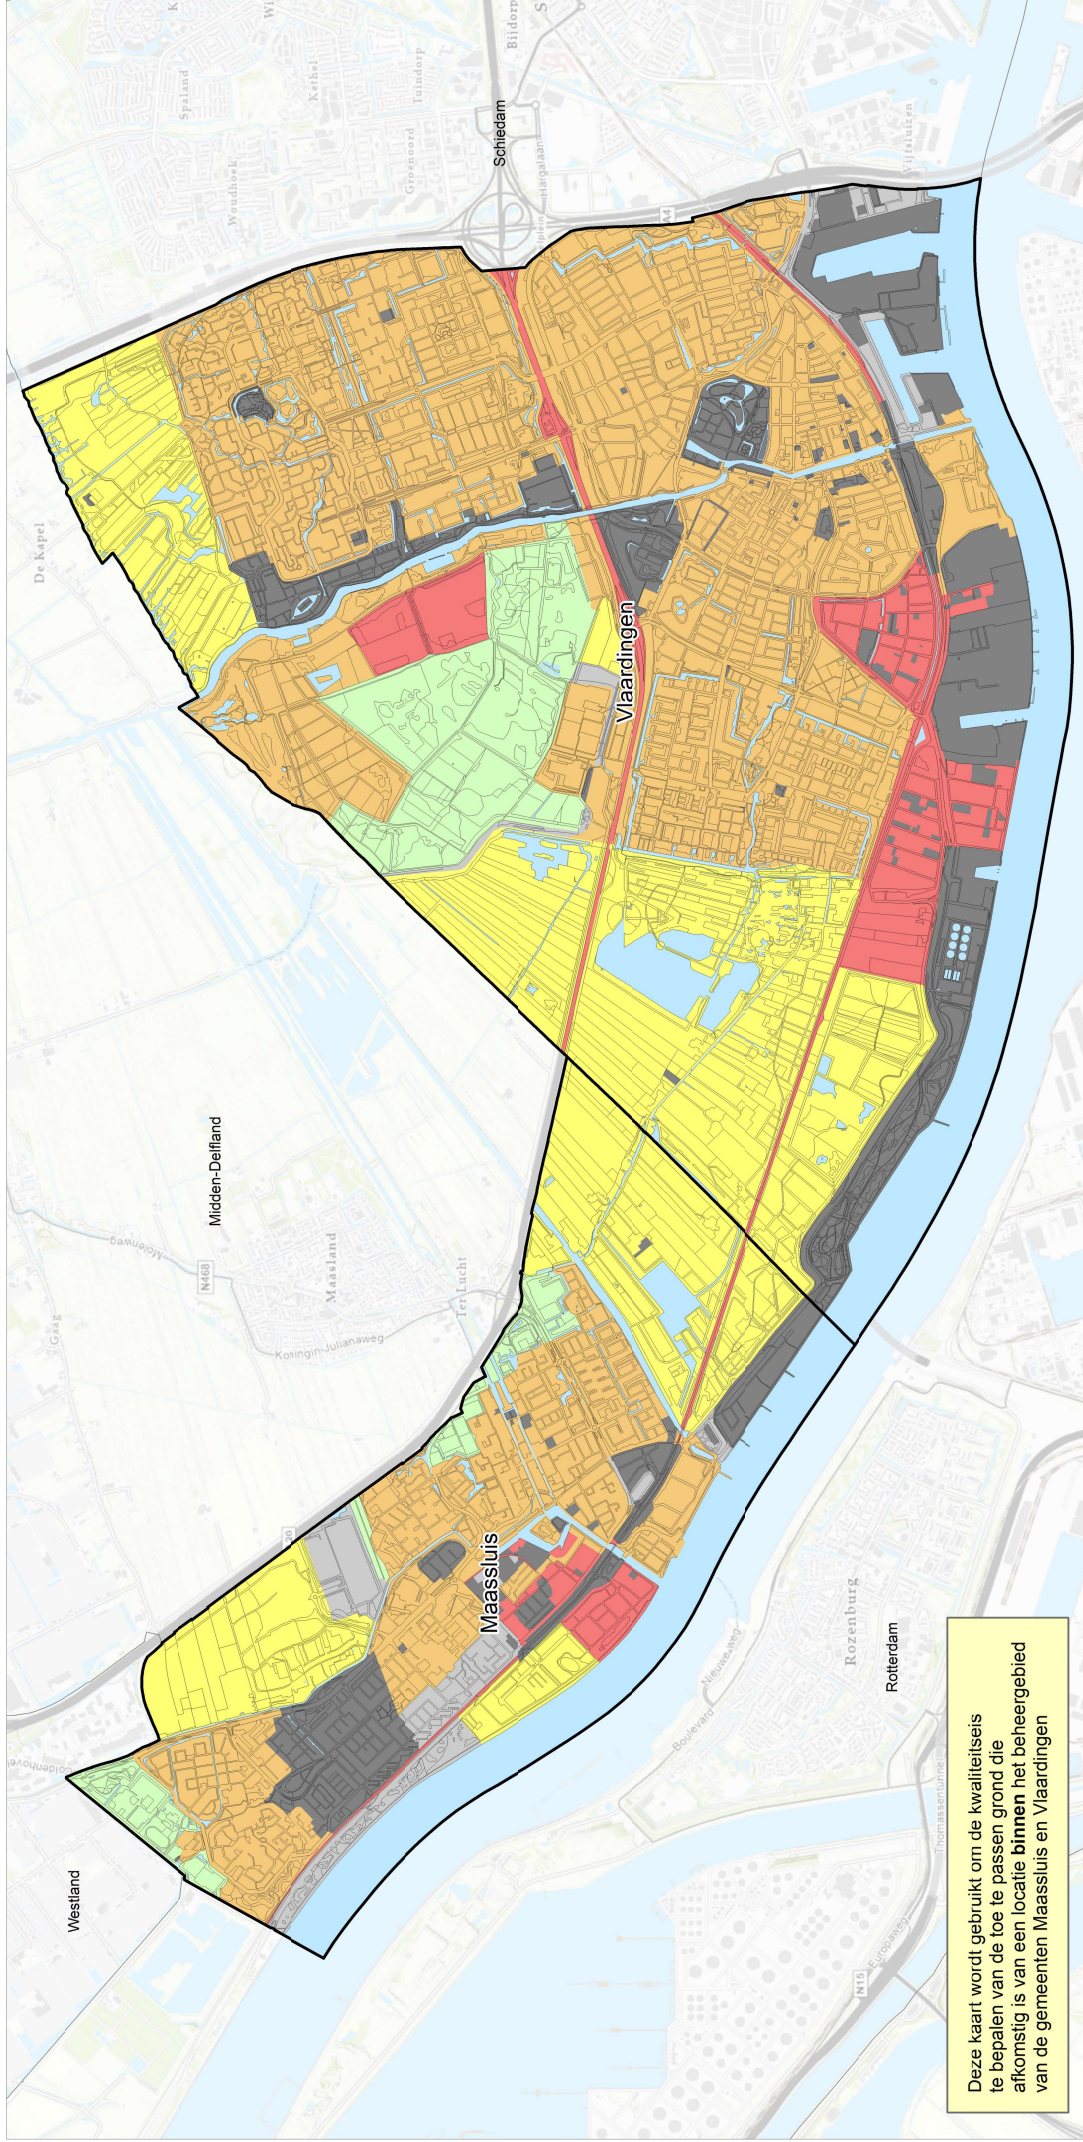 Westland
Midden-Delfland
Schiedam
Rotterdam
Maassluis
Vlaardingen
De Kapel
Gaag
Molenweg
N468
Maasland
Koningin-Julianaweg
Ter Lucht
20
Spaland
Kethel
Woudhoek
Groenoord
Tuindorp
Bijdorp
Hargalaan
A4
Vijfsluizen
Rozenburg
Boulevard
Nieuweweg
Thomassentunnel
Europaweg
N15
Deze kaart wordt gebruikt om de kwaliteitseis
te bepalen van de toe te passen grond die
afkomstig is van een locatie binnen het beheergebied
van de gemeenten Maassluis en Vlaardingen